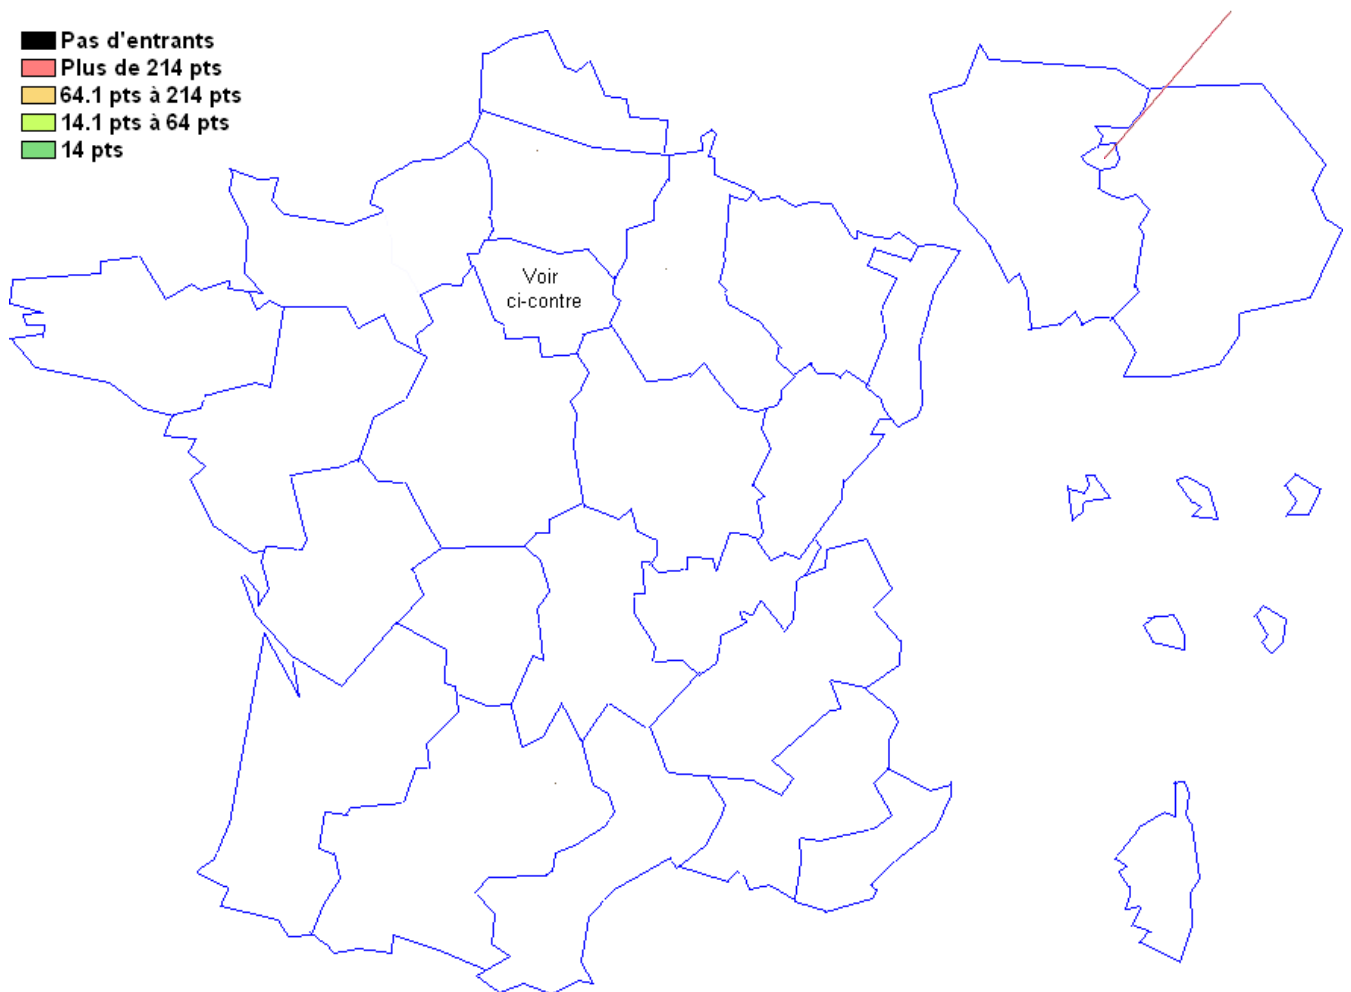 Pas d'entrants
Plus de 214 pts
64.1 pts à 214 pts
14.1 pts à 64 pts
14 pts
Voir
ci-contre